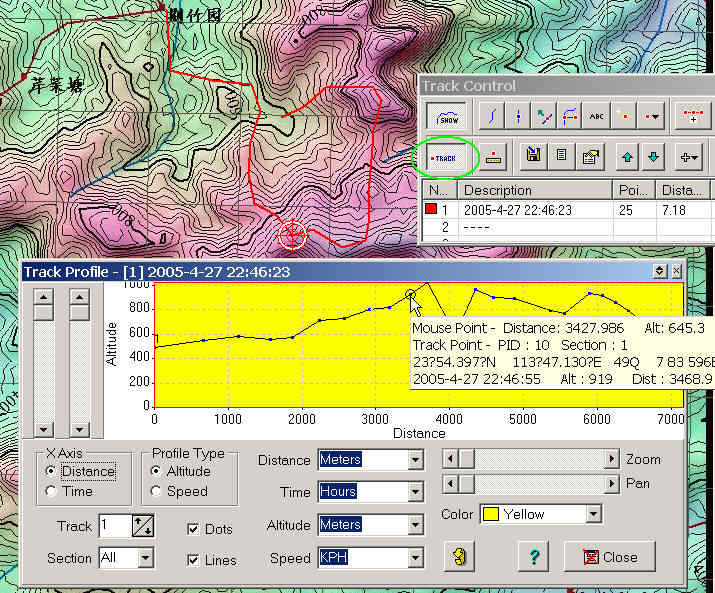 涮竹园
芹菜塘
800
800
800
Track Control
SHOW
ABC
TRACK
N... Description Poi... Dista...
1 2005-4-27 22:46:23 25 7.18
2 ----
Track Profile - [1] 2005-4-27 22:46:23
1000
800
600
400
200
0
Altitude
0 1000 2000 3000 4000 5000 6000 7000
Distance
Mouse Point - Distance: 3427.986 Alt: 645.3
Track Point - PID : 10 Section : 1
23?54.397?N 113?47.130?E 49Q 7 83 596E
2005-4-27 22:46:55 Alt : 919 Dist : 3468.9
X Axis
Distance
Time
Profile Type
Altitude
Speed
Track 1
Section All
Dots
Lines
Distance Meters
Time Hours
Altitude Meters
Speed KPH
Zoom
Pan
Color Yellow
?
Close